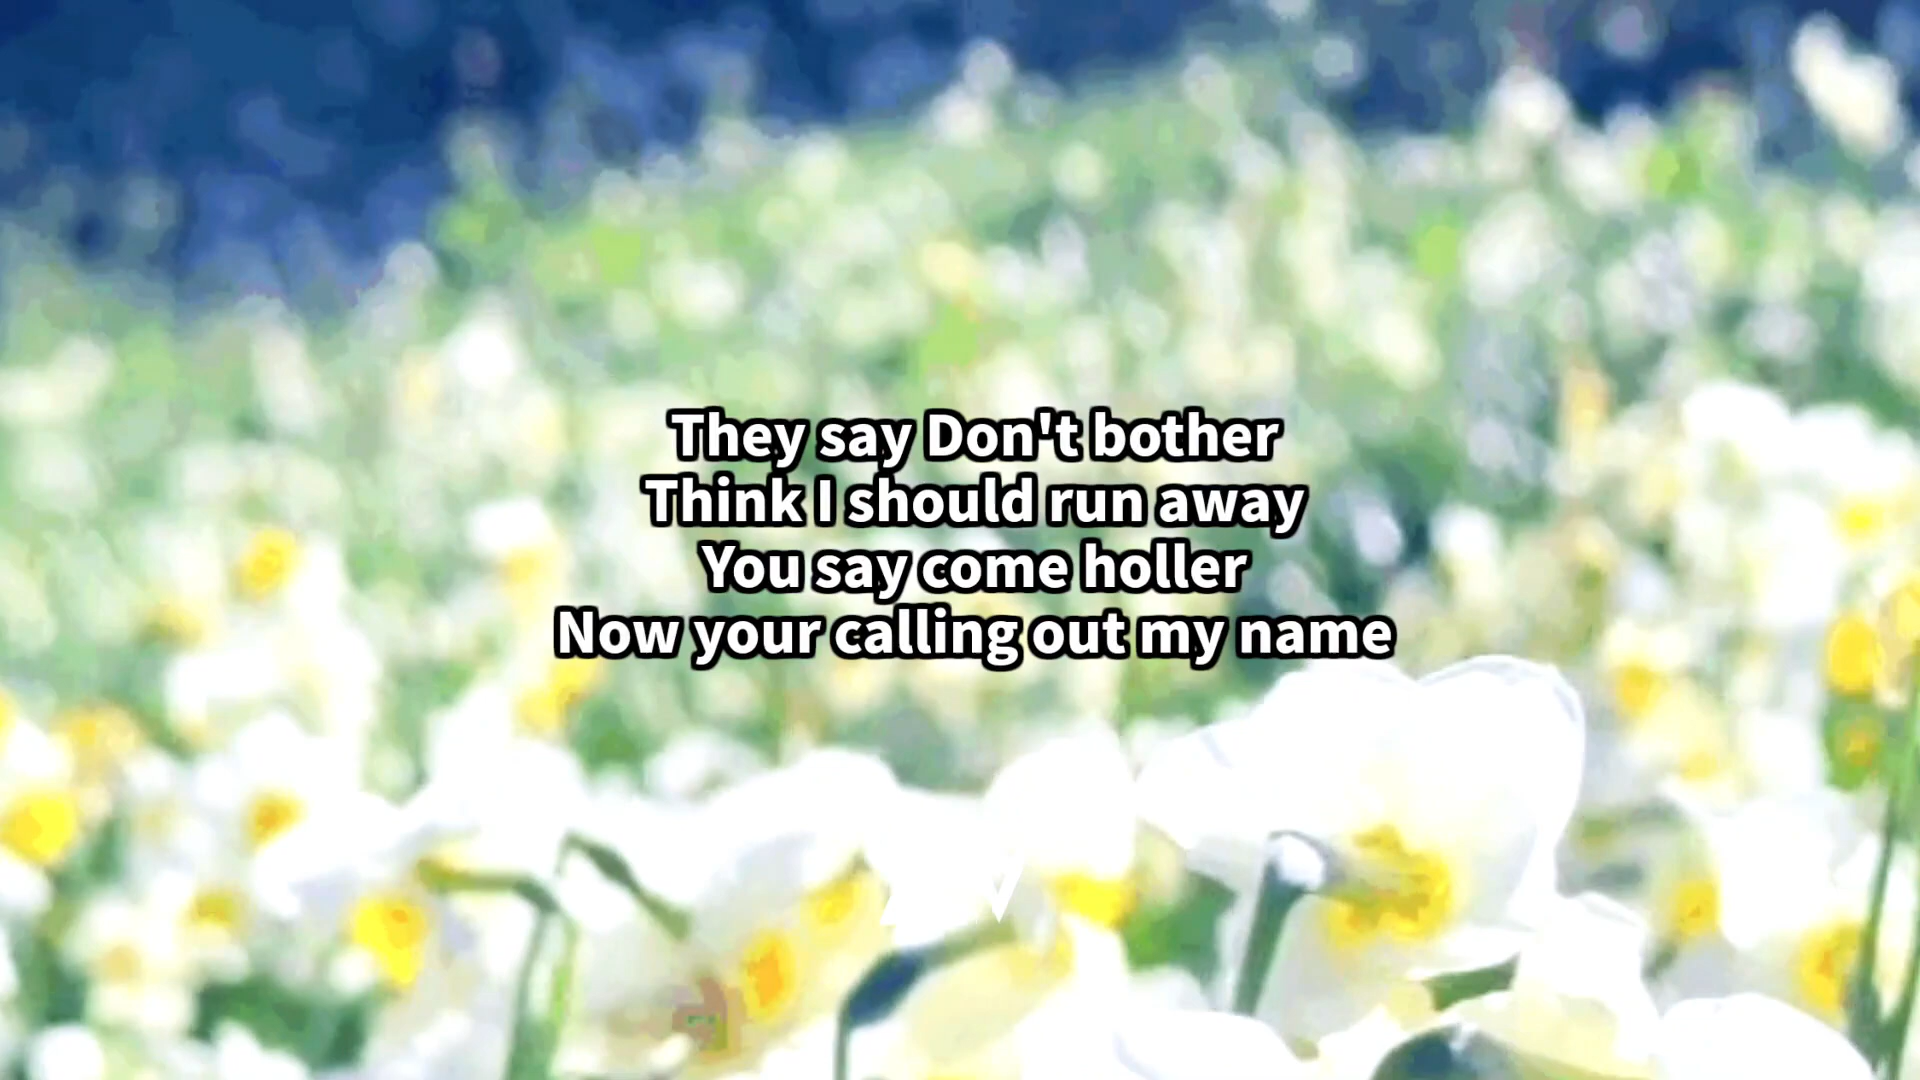 They say Don't bother
Think I should run away
You say come holler
Now your calling out my name